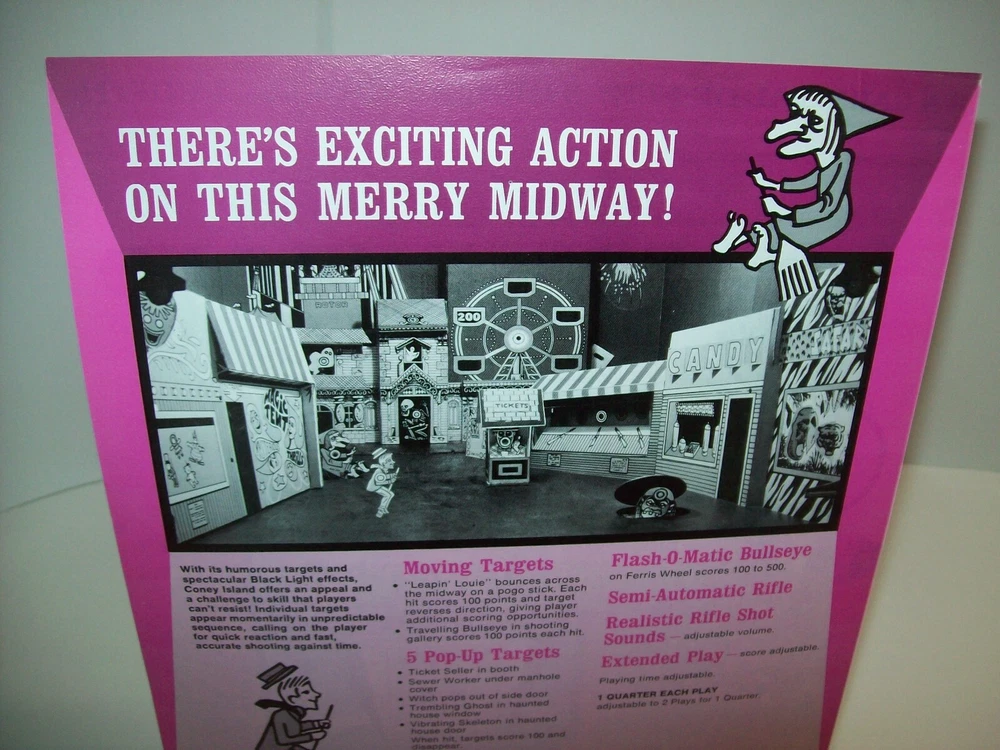 THERE'S EXCITING ACTION
ON THIS MERRY MIDWAY!
200
CANDY
TICKETS
MAGIC
TENT
With its humorous targets and
spectacular Black Light effects,
Coney Island offers an appeal and
a challenge to skill that players
can't resist! Individual targets
appear momentarily in unpredictable
sequence, calling on the player
for quick reaction and fast,
accurate shooting against time.
Moving Targets
• "Leapin' Louie" bounces across
the midway on a pogo stick. Each
hit scores 100 points and target
reverses direction, giving player
additional scoring opportunities.
• Travelling Bullseye in shooting
gallery scores 100 points each hit.
5 Pop-Up Targets
• Ticket Seller in booth
• Sewer Worker under manhole
cover
• Witch pops out of side door
• Trembling Ghost in haunted
house window
• Vibrating Skeleton in haunted
house door
When hit, targets score 100 and
disappear.
Flash-O-Matic Bullseye
on Ferris Wheel scores 100 to 500.
Semi-Automatic Rifle
Realistic Rifle Shot
Sounds — adjustable volume.
Extended Play — score adjustable.
Playing time adjustable.
1 QUARTER EACH PLAY
adjustable to 2 Plays for 1 Quarter.